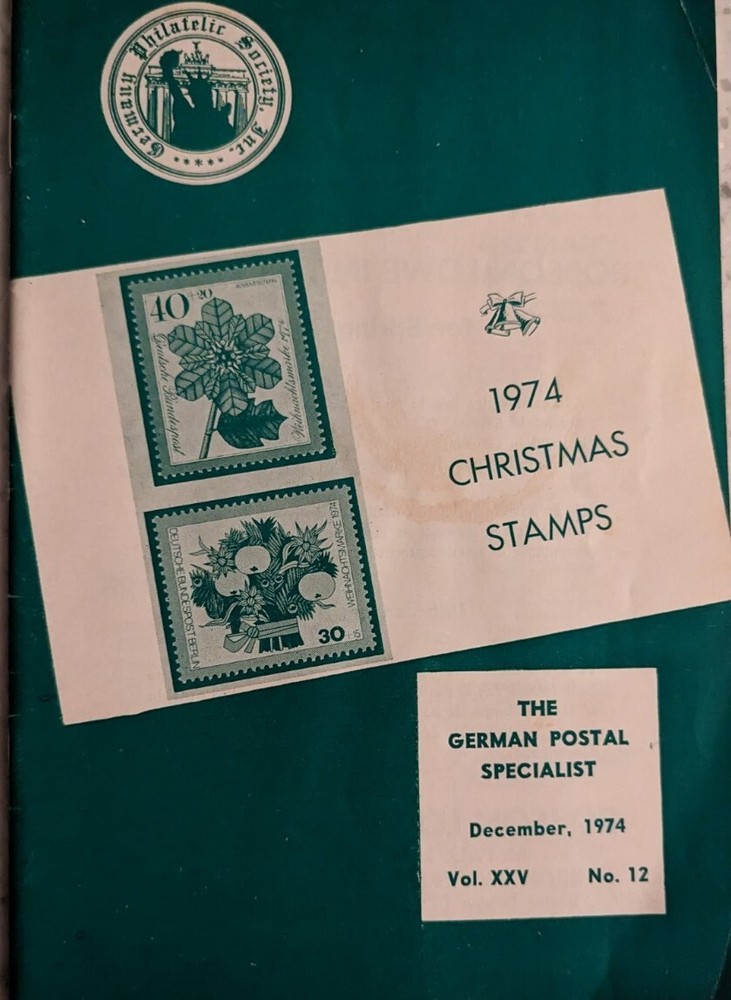 Germany Philatelic Society, Inc.
40+20
Deutsche Bundespost
Weihnachtsmarke 1974
1974
CHRISTMAS
STAMPS
DEUTSCHE BUNDESPOST BERLIN
WEIHNACHTSMARKE 1974
30
THE
GERMAN POSTAL
SPECIALIST
December, 1974
Vol. XXV No. 12